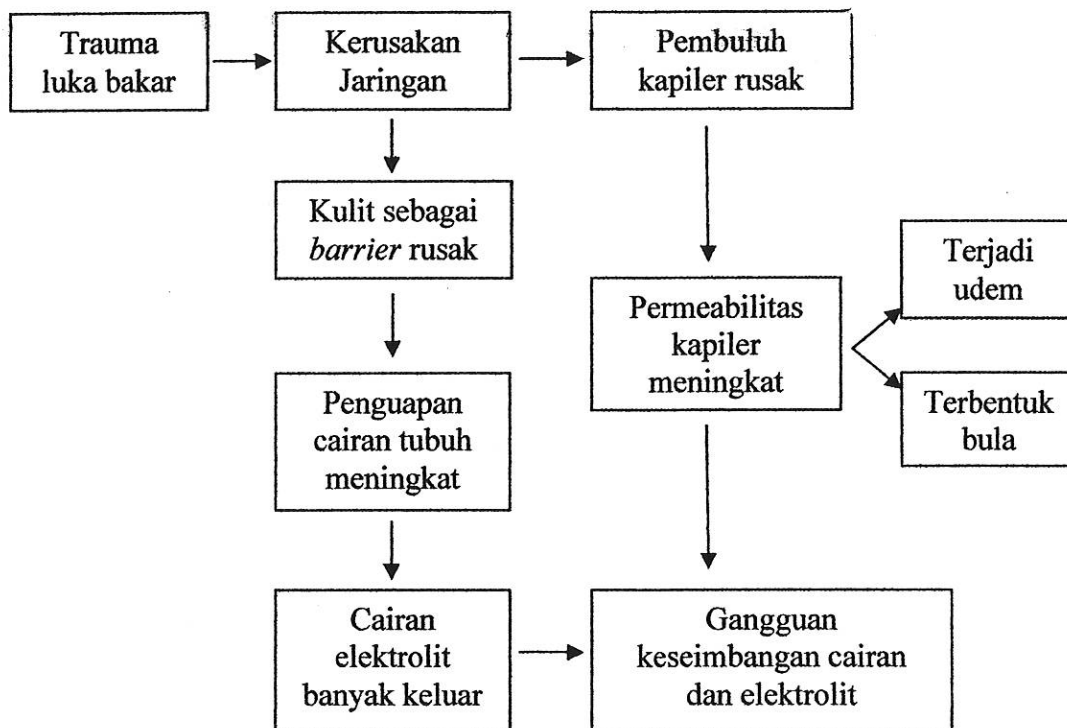 Trauma
luka bakar
Kerusakan
Jaringan
Pembuluh
kapiler rusak
Kulit sebagai
barrier rusak
Terjadi
udem
Permeabilitas
kapiler
meningkat
Penguapan
cairan tubuh
meningkat
Terbentuk
bula
Cairan
elektrolit
banyak keluar
Gangguan
keseimbangan cairan
dan elektrolit